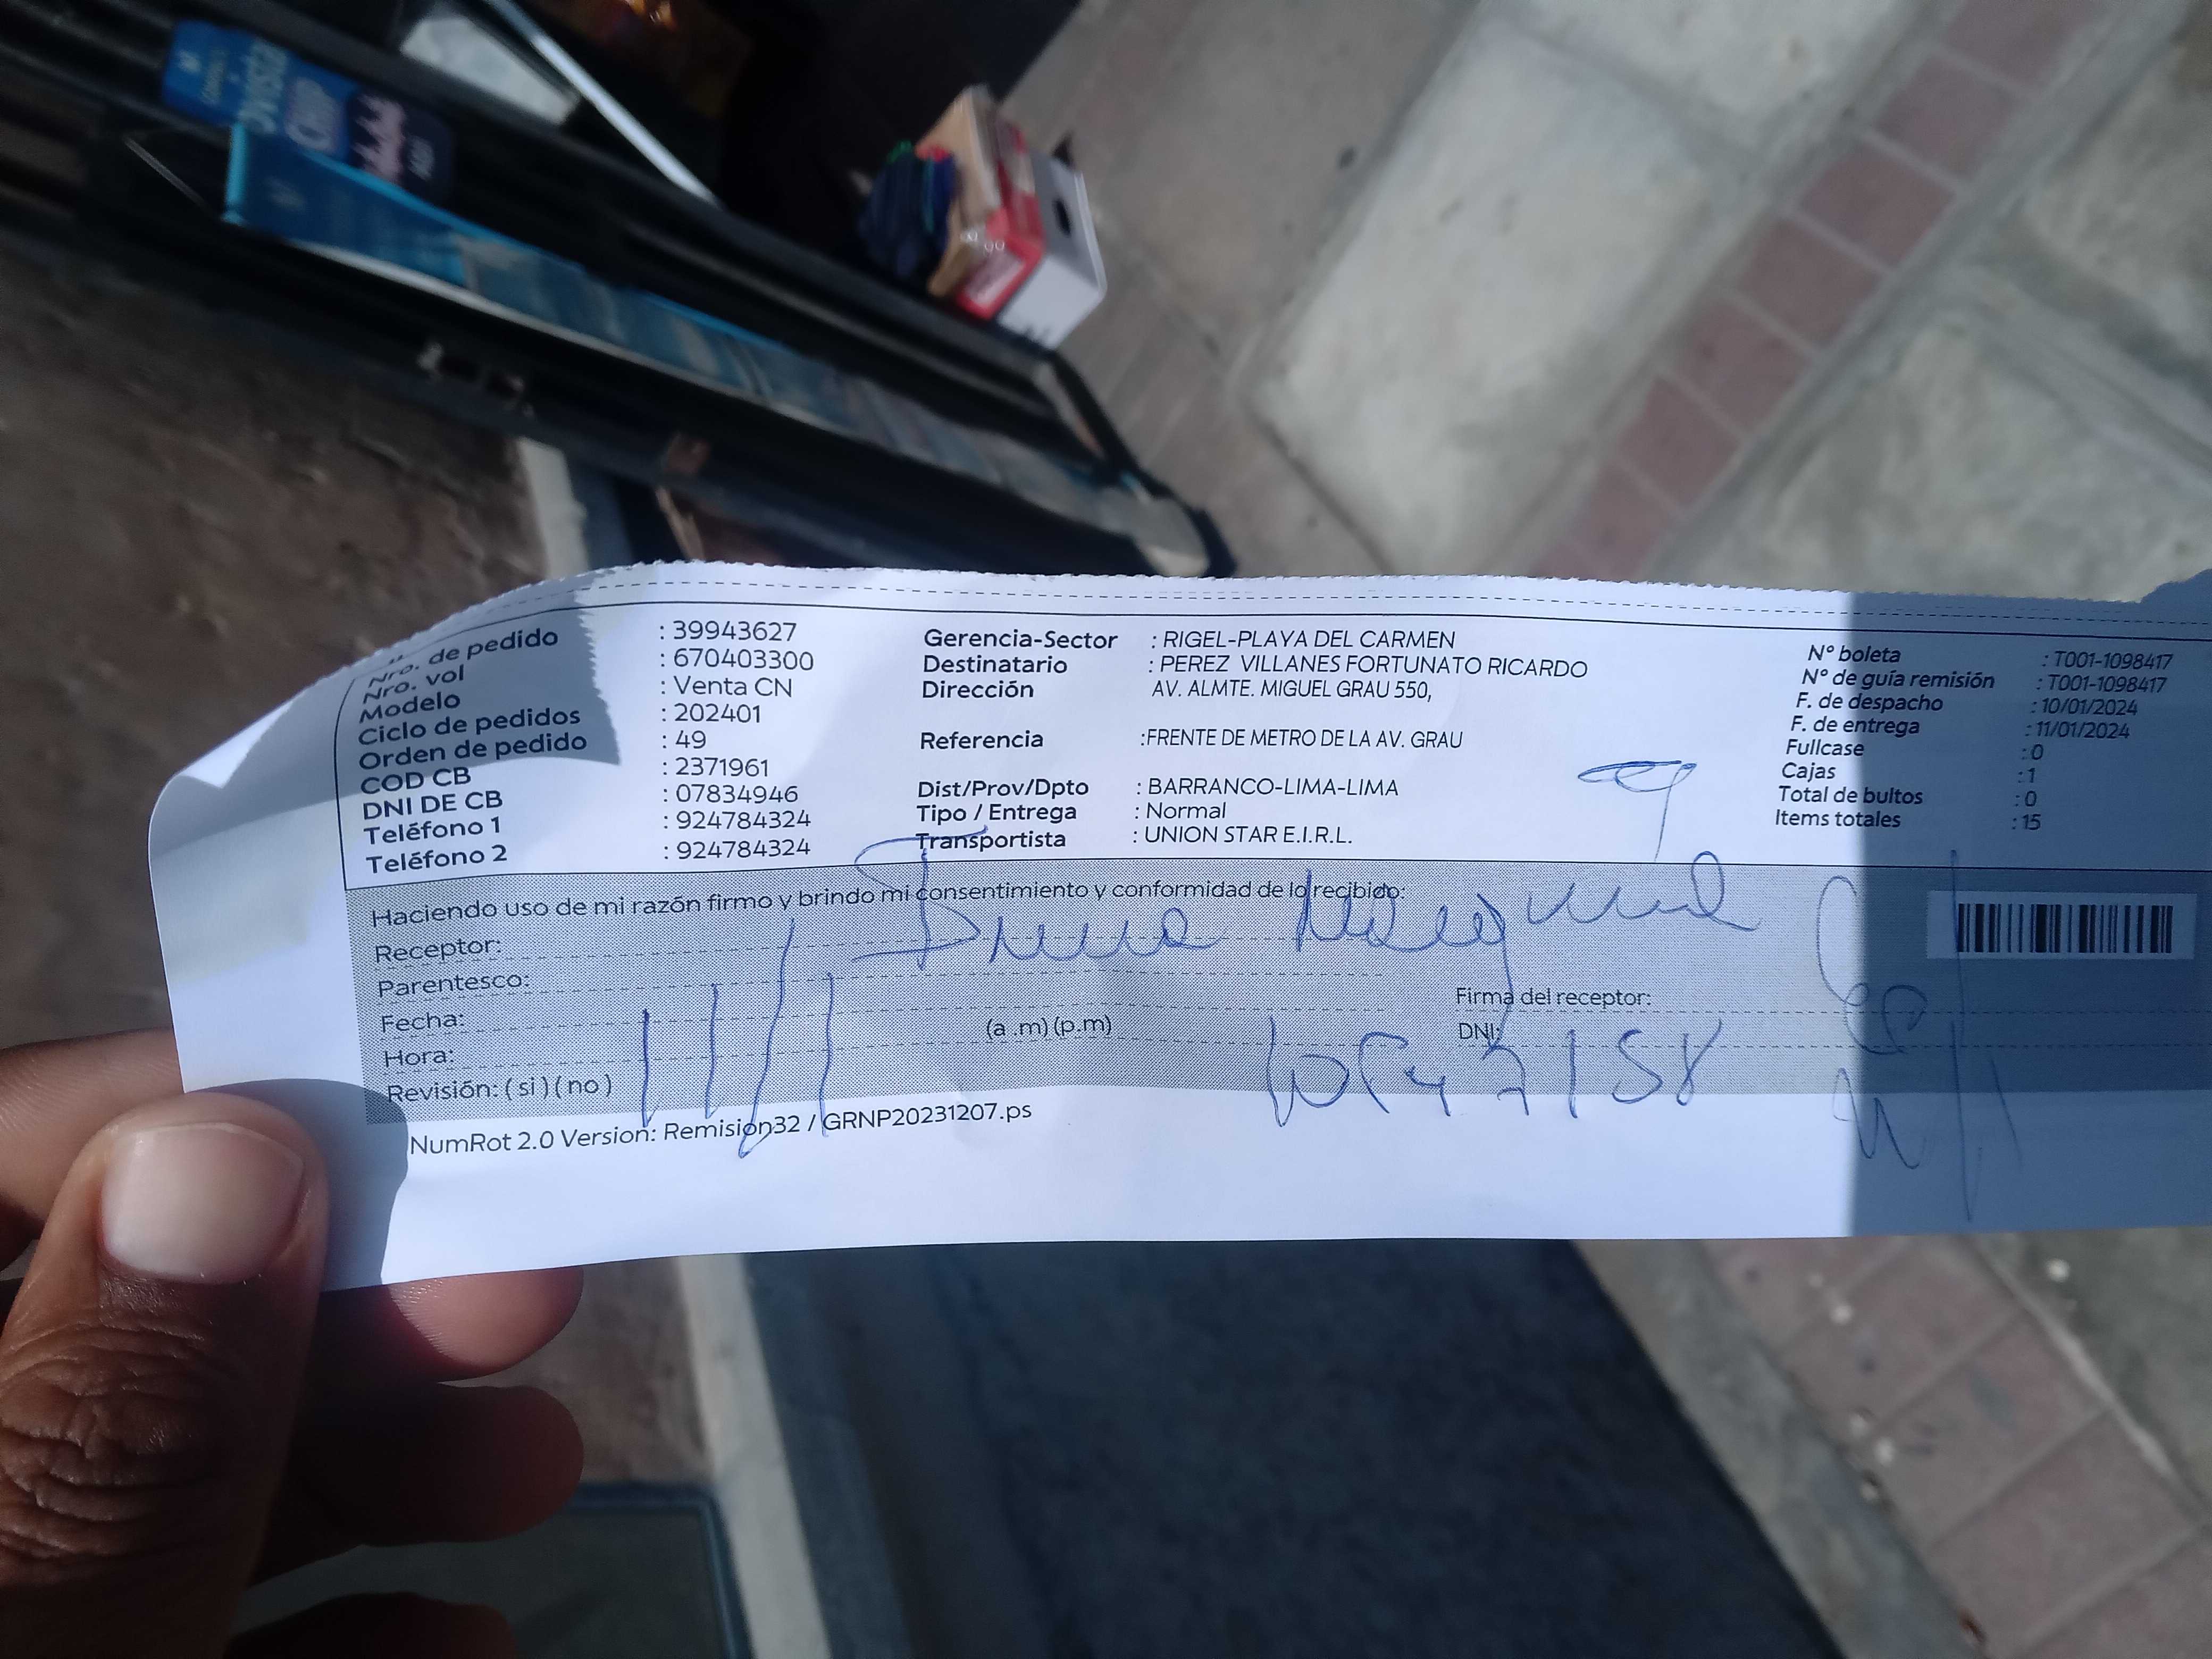 Nro. de pedido : 39943627
Nro. vol : 670403300
Modelo : Venta CN
Ciclo de pedidos : 202401
Orden de pedido : 49
COD CB : 2371961
DNI DE CB : 07834946
Teléfono 1 : 924784324
Teléfono 2 : 924784324
Gerencia-Sector : RIGEL-PLAYA DEL CARMEN
Destinatario : PEREZ VILLANES FORTUNATO RICARDO
Dirección AV. ALMTE. MIGUEL GRAU 550,
Referencia :FRENTE DE METRO DE LA AV. GRAU
Dist/Prov/Dpto : BARRANCO-LIMA-LIMA
Tipo / Entrega : Normal
Transportista : UNION STAR E.I.R.L.
N° boleta : T001-1098417
N° de guía remisión : T001-1098417
F. de despacho : 10/01/2024
F. de entrega : 11/01/2024
Fullcase : 0
Cajas : 1
Total de bultos : 0
Items totales : 15
Haciendo uso de mi razón firmo y brindo mi consentimiento y conformidad de lo recibido:
Receptor:
Parentesco:
Fecha:
Hora: (a .m) (p.m)
Revisión: ( si ) ( no )
Firma del receptor:
DNI:
NumRot 2.0 Version: Remision32 / GRNP20231207.ps